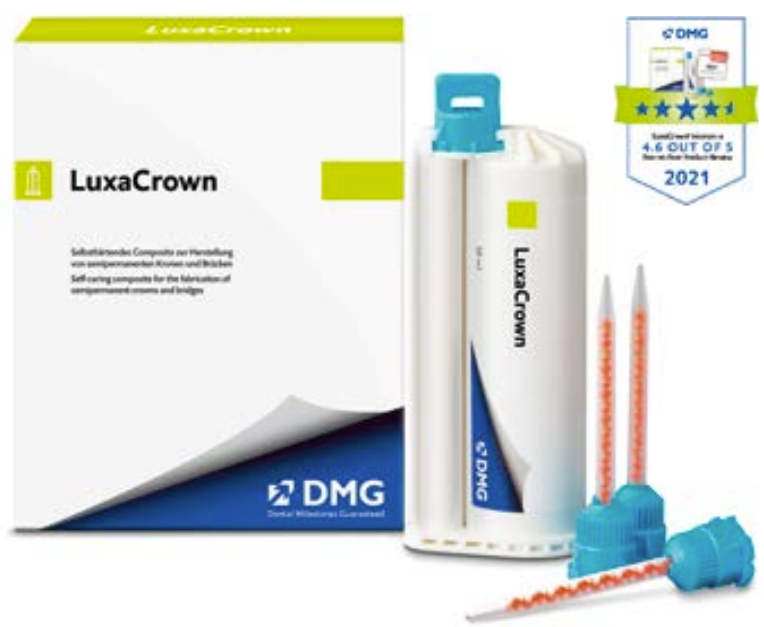 LuxaCrown
LuxaCrown
Selbsthärtendes Composite zur Herstellung
von semipermanenten Kronen und Brücken
Self-curing composite for the fabrication of
semipermanent crowns and bridges
DMG
Dental Milestones Guaranteed
LuxaCrown
DMG
DMG
4.6 OUT OF 5
2021